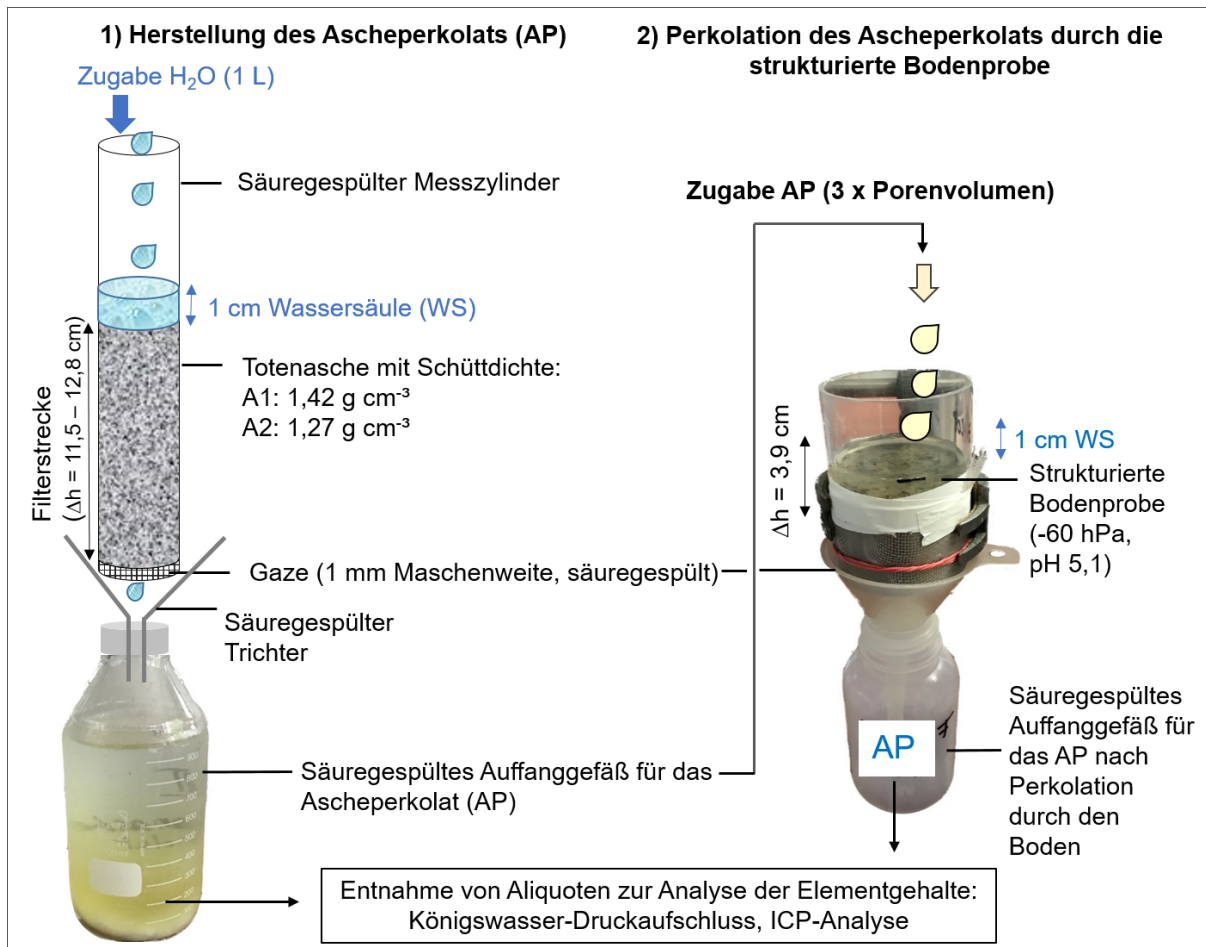 1) Herstellung des Ascheperkolats (AP)
Zugabe H₂O (1 L)
Säuregespülter Messzylinder
1 cm Wassersäule (WS)
Filterstrecke
(Δh = 11,5 – 12,8 cm)
Totenasche mit Schüttdichte:
A1: 1,42 g cm⁻³
A2: 1,27 g cm⁻³
Gaze (1 mm Maschenweite, säuregespült)
Säuregespülter
Trichter
Säuregespültes Auffanggefäß für das
Ascheperkolat (AP)
2) Perkolation des Ascheperkolats durch die
strukturierte Bodenprobe
Zugabe AP (3 x Porenvolumen)
1 cm WS
Δh = 3,9 cm
Strukturierte
Bodenprobe
(-60 hPa,
pH 5,1)
AP
Säuregespültes
Auffanggefäß für
das AP nach
Perkolation
durch den
Boden
Entnahme von Aliquoten zur Analyse der Elementgehalte:
Königswasser-Druckaufschluss, ICP-Analyse